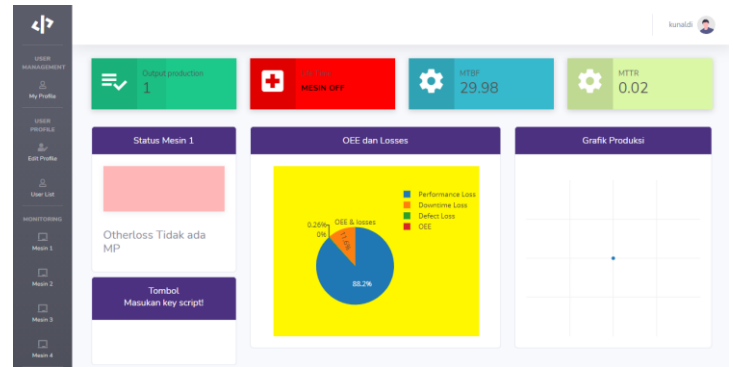 kunaldi
USER
MANAGEMENT
My Profile
USER
PROFILE
Edit Profile
User List
MONITORING
Mesin 1
Mesin 2
Mesin 3
Mesin 4
Output production
1
MESIN OFF
MTBF
29.98
MTTR
0.02
Status Mesin 1
Otherloss Tidak ada
MP
Tombol
Masukan key script!
OEE dan Losses
OEE & losses
0.26%
0%
11.6%
88.2%
Performance Loss
Downtime Loss
Defect Loss
OEE
Grafik Produksi